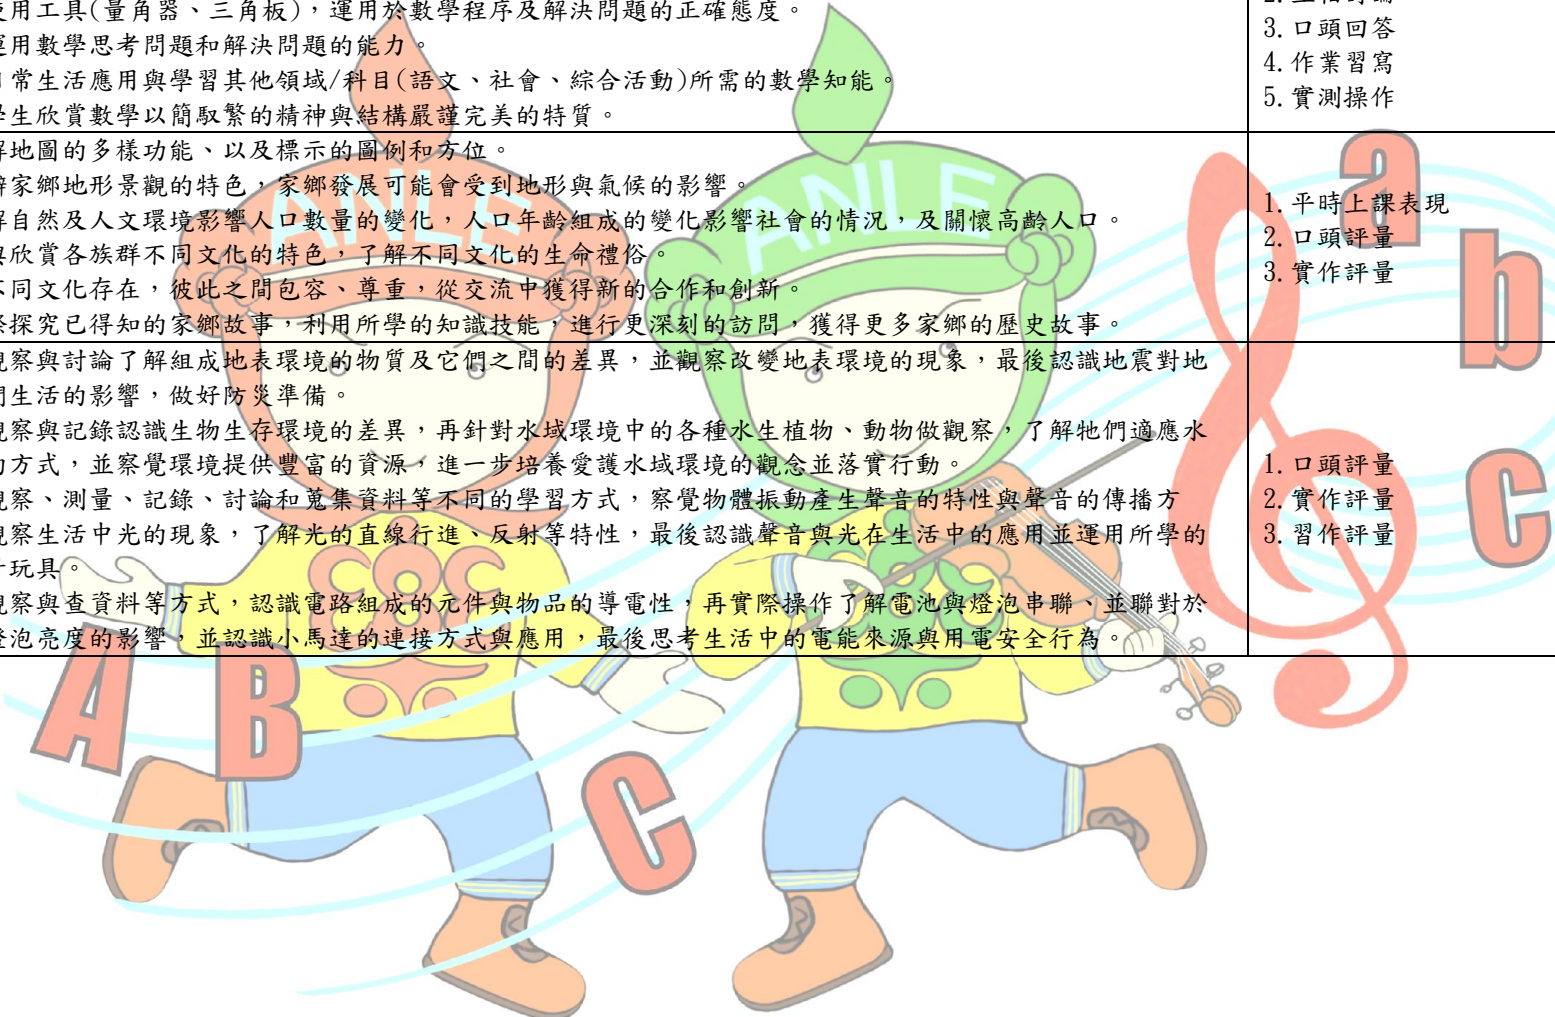 使用工具(量角器、三角板)，運用於數學程序及解決問題的正確態度。
運用數學思考問題和解決問題的能力。
日常生活應用與學習其他領域/科目(語文、社會、綜合活動)所需的數學知能。
學生欣賞數學以簡馭繁的精神與結構嚴謹完美的特質。
3.口頭回答
4.作業習寫
5.實測操作
解地圖的多樣功能、以及標示的圖例和方位。
辨家鄉地形景觀的特色，家鄉發展可能會受到地形與氣候的影響。
解自然及人文環境影響人口數量的變化，人口年齡組成的變化影響社會的情況，及關懷高齡人口。
與欣賞各族群不同文化的特色，了解不同文化的生命禮俗。
不同文化存在，彼此之間包容、尊重，從交流中獲得新的合作和創新。
探究已得知的家鄉故事，利用所學的知識技能，進行更深刻的訪問，獲得更多家鄉的歷史故事。
1.平時上課表現
2.口頭評量
3.實作評量
觀察與討論了解組成地表環境的物質及它們之間的差異，並觀察改變地表環境的現象，最後認識地震對地
們生活的影響，做好防災準備。
觀察與記錄認識生物生存環境的差異，再針對水域環境中的各種水生植物、動物做觀察，了解牠們適應水
的方式，並察覺環境提供豐富的資源，進一步培養愛護水域環境的觀念並落實行動。
觀察、測量、記錄、討論和蒐集資料等不同的學習方式，察覺物體振動產生聲音的特性與聲音的傳播方
觀察生活中光的現象，了解光的直線行進、反射等特性，最後認識聲音與光在生活中的應用並運用所學的
玩具。
觀察與查資料等方式，認識電路組成的元件與物品的導電性，再實際操作了解電池與燈泡串聯、並聯對於
燈泡亮度的影響，並認識小馬達的連接方式與應用，最後思考生活中的電能來源與用電安全行為。
1.口頭評量
2.實作評量
3.習作評量
ANLE
ANLE
a
b
c
A
B
C